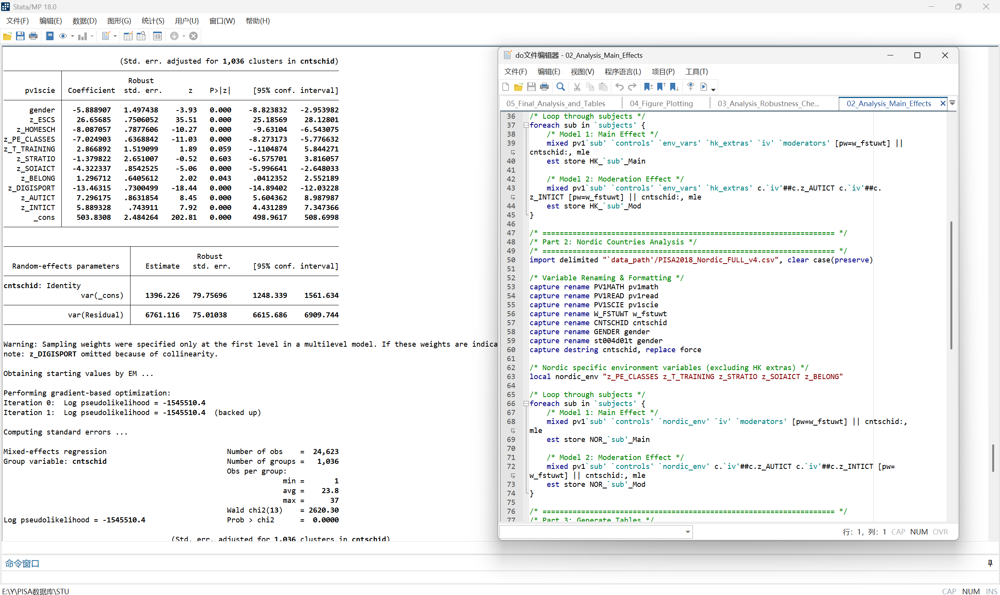 Stata/MP 18.0
文件(F) 编辑(E) 数据(D) 图形(G) 统计(S) 用户(U) 窗口(W) 帮助(H)
(Std. err. adjusted for 1,036 clusters in cntschid)
Robust
pv1scie Coefficient std. err. z P>|z| [95% conf. interval]
gender -5.888907 1.497438 -3.93 0.000 -8.823832 -2.953982
z_ESCS 26.65685 .7506052 35.51 0.000 25.18569 28.12801
z_HOMESCH -8.087057 .7877606 -10.27 0.000 -9.63104 -6.543075
z_PE_CLASSES -7.024903 .6368842 -11.03 0.000 -8.273173 -5.776632
z_T_TRAINING 2.866892 1.519099 1.89 0.059 -.1104874 5.844271
z_STRATIO -1.379822 2.651007 -0.52 0.603 -6.575701 3.816057
z_SOIAICT -4.322337 .8542525 -5.06 0.000 -5.996641 -2.648033
z_BELONG 1.296712 .6405612 2.02 0.043 .0412352 2.552189
z_DIGISPORT -13.46315 .7300499 -18.44 0.000 -14.89402 -12.03228
z_AUTICT 7.296175 .8631854 8.45 0.000 5.604362 8.987987
z_INTICT 5.889328 .743911 7.92 0.000 4.431289 7.347366
_cons 503.8308 2.484264 202.81 0.000 498.9617 508.6998
Robust
Random-effects parameters Estimate std. err. [95% conf. interval]
cntschid: Identity
var(_cons) 1396.226 79.75696 1248.339 1561.634
var(Residual) 6761.116 75.01038 6615.686 6909.744
Warning: Sampling weights were specified only at the first level in a multilevel model. If these weights are indica
note: z_DIGISPORT omitted because of collinearity.
Obtaining starting values by EM ...
Performing gradient-based optimization:
Iteration 0: Log pseudolikelihood = -1545510.4
Iteration 1: Log pseudolikelihood = -1545510.4 (backed up)
Computing standard errors ...
Mixed-effects regression Number of obs = 24,623
Group variable: cntschid Number of groups = 1,036
Obs per group:
min = 1
avg = 23.8
max = 37
Wald chi2(13) = 2620.30
Log pseudolikelihood = -1545510.4 Prob > chi2 = 0.0000
(Std. err. adjusted for 1,036 clusters in cntschid)
do文件编辑器 - 02_Analysis_Main_Effects
文件(F) 编辑(E) 视图(V) 程序语言(L) 项目(P) 工具(T)
05_Final_Analysis_and_Tables 04_Figure_Plotting 03_Analysis_Robustness_Che... 02_Analysis_Main_Effects
36 /* Loop through subjects */
37 foreach sub in `subjects' {
38 /* Model 1: Main Effect */
39 mixed pv1`sub' `controls' `env_vars' `hk_extras' `iv' `moderators' [pw=w_fstuwt] ||
cntschid:, mle
40 est store HK_`sub'_Main
41
42 /* Model 2: Moderation Effect */
43 mixed pv1`sub' `controls' `env_vars' `hk_extras' c.`iv'##c.z_AUTICT c.`iv'##c.
z_INTICT [pw=w_fstuwt] || cntschid:, mle
44 est store HK_`sub'_Mod
45 }
46
47 /* ==================================================================== */
48 /* Part 2: Nordic Countries Analysis */
49 /* ==================================================================== */
50 import delimited "`data_path'/PISA2018_Nordic_FULL_v4.csv", clear case(preserve)
51
52 /* Variable Renaming & Formatting */
53 capture rename PV1MATH pv1math
54 capture rename PV1READ pv1read
55 capture rename PV1SCIE pv1scie
56 capture rename W_FSTUWT w_fstuwt
57 capture rename CNTSCHID cntschid
58 capture rename GENDER gender
59 capture rename st004d01t gender
60 capture destring cntschid, replace force
61
62 /* Nordic specific environment variables (excluding HK extras) */
63 local nordic_env "z_PE_CLASSES z_T_TRAINING z_STRATIO z_SOIAICT z_BELONG"
64
65 /* Loop through subjects */
66 foreach sub in `subjects' {
67 /* Model 1: Main Effect */
68 mixed pv1`sub' `controls' `nordic_env' `iv' `moderators' [pw=w_fstuwt] || cntschid:,
mle
69 est store NOR_`sub'_Main
70
71 /* Model 2: Moderation Effect */
72 mixed pv1`sub' `controls' `nordic_env' c.`iv'##c.z_AUTICT c.`iv'##c.z_INTICT [pw=
w_fstuwt] || cntschid:, mle
73 est store NOR_`sub'_Mod
74 }
75
76 /* ==================================================================== */
77 /* Part 3: Generate Tables */
行: 1, 列: 1 CAP NUM OVR
命令窗口
E:\Y\PISA数据库\STU CAP NUM INS